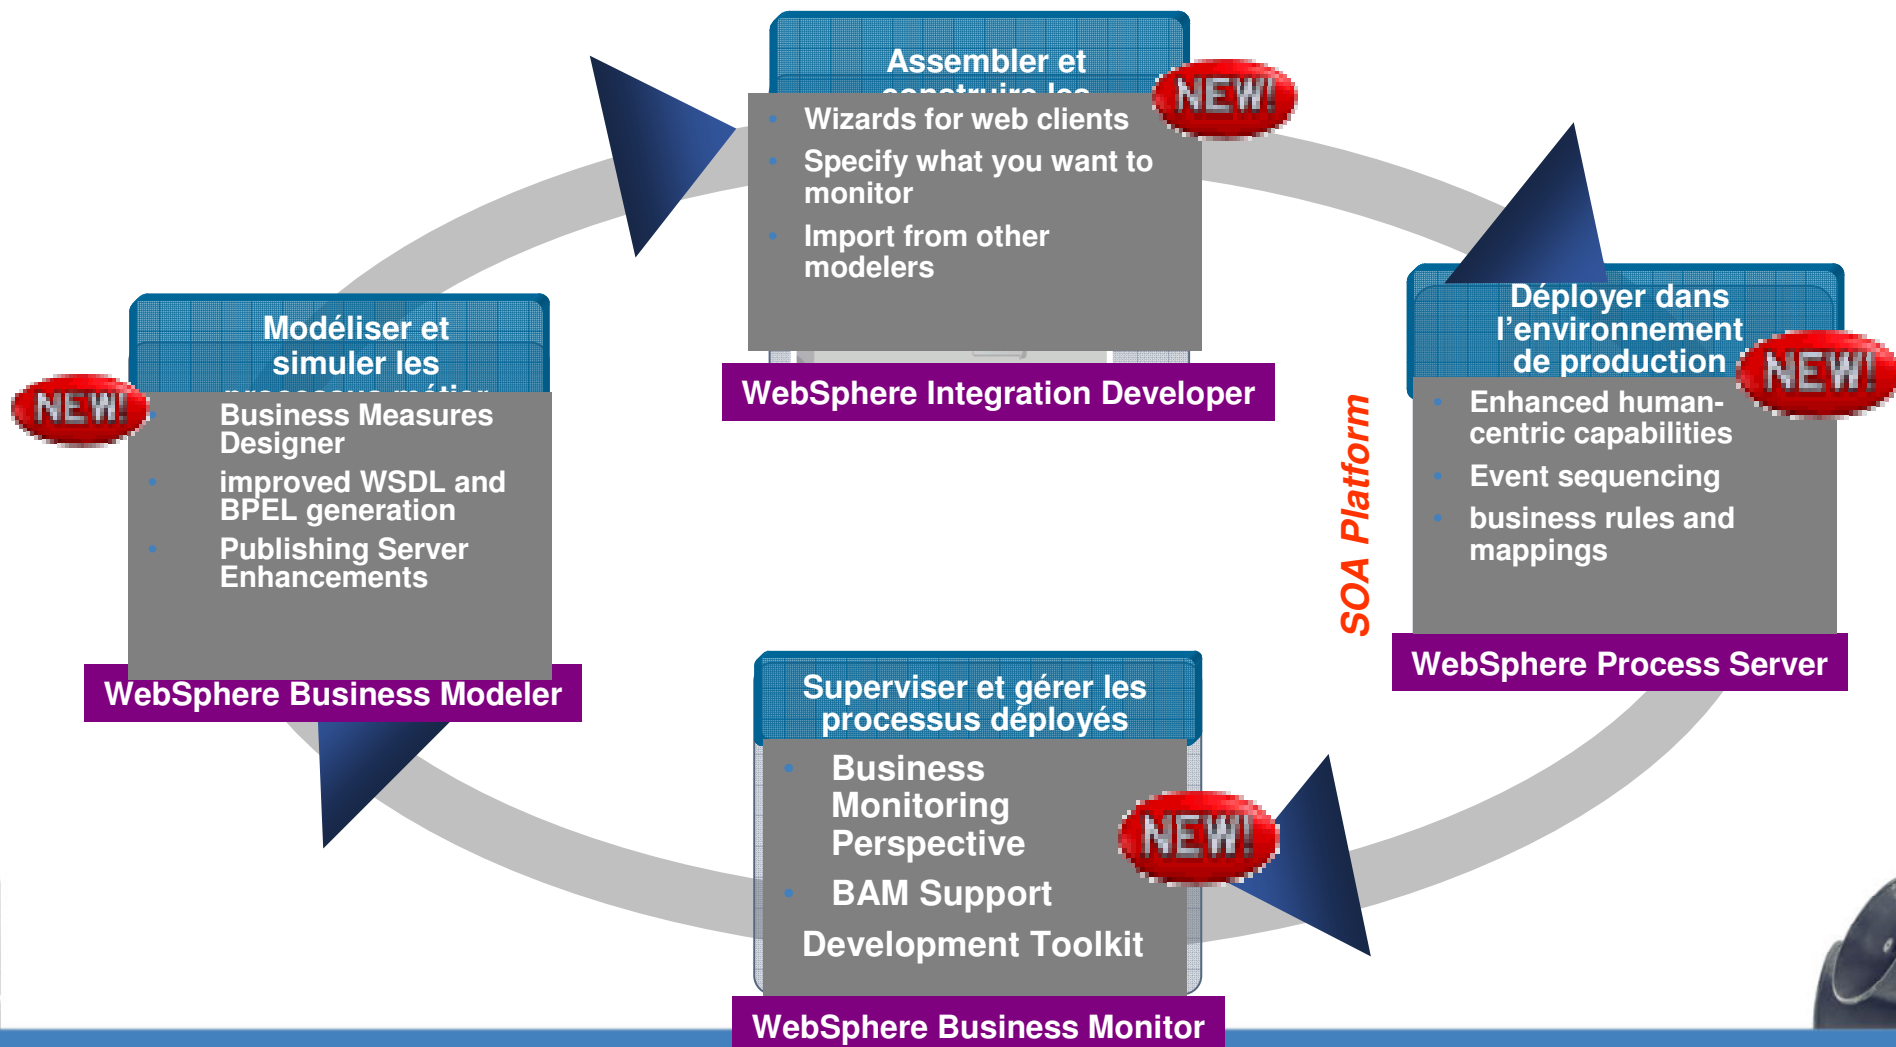 Assembler et
construire les
NEW!
Wizards for web clients
Specify what you want to
monitor
Import from other
modelers
WebSphere Integration Developer
Modéliser et
simuler les
processus métier
NEW!
Business Measures
Designer
improved WSDL and
BPEL generation
Publishing Server
Enhancements
WebSphere Business Modeler
Déployer dans
l'environnement
de production
NEW!
Enhanced human-
centric capabilities
Event sequencing
business rules and
mappings
WebSphere Process Server
SOA Platform
Superviser et gérer les
processus déployés
Business
Monitoring
Perspective
NEW!
BAM Support
Development Toolkit
WebSphere Business Monitor